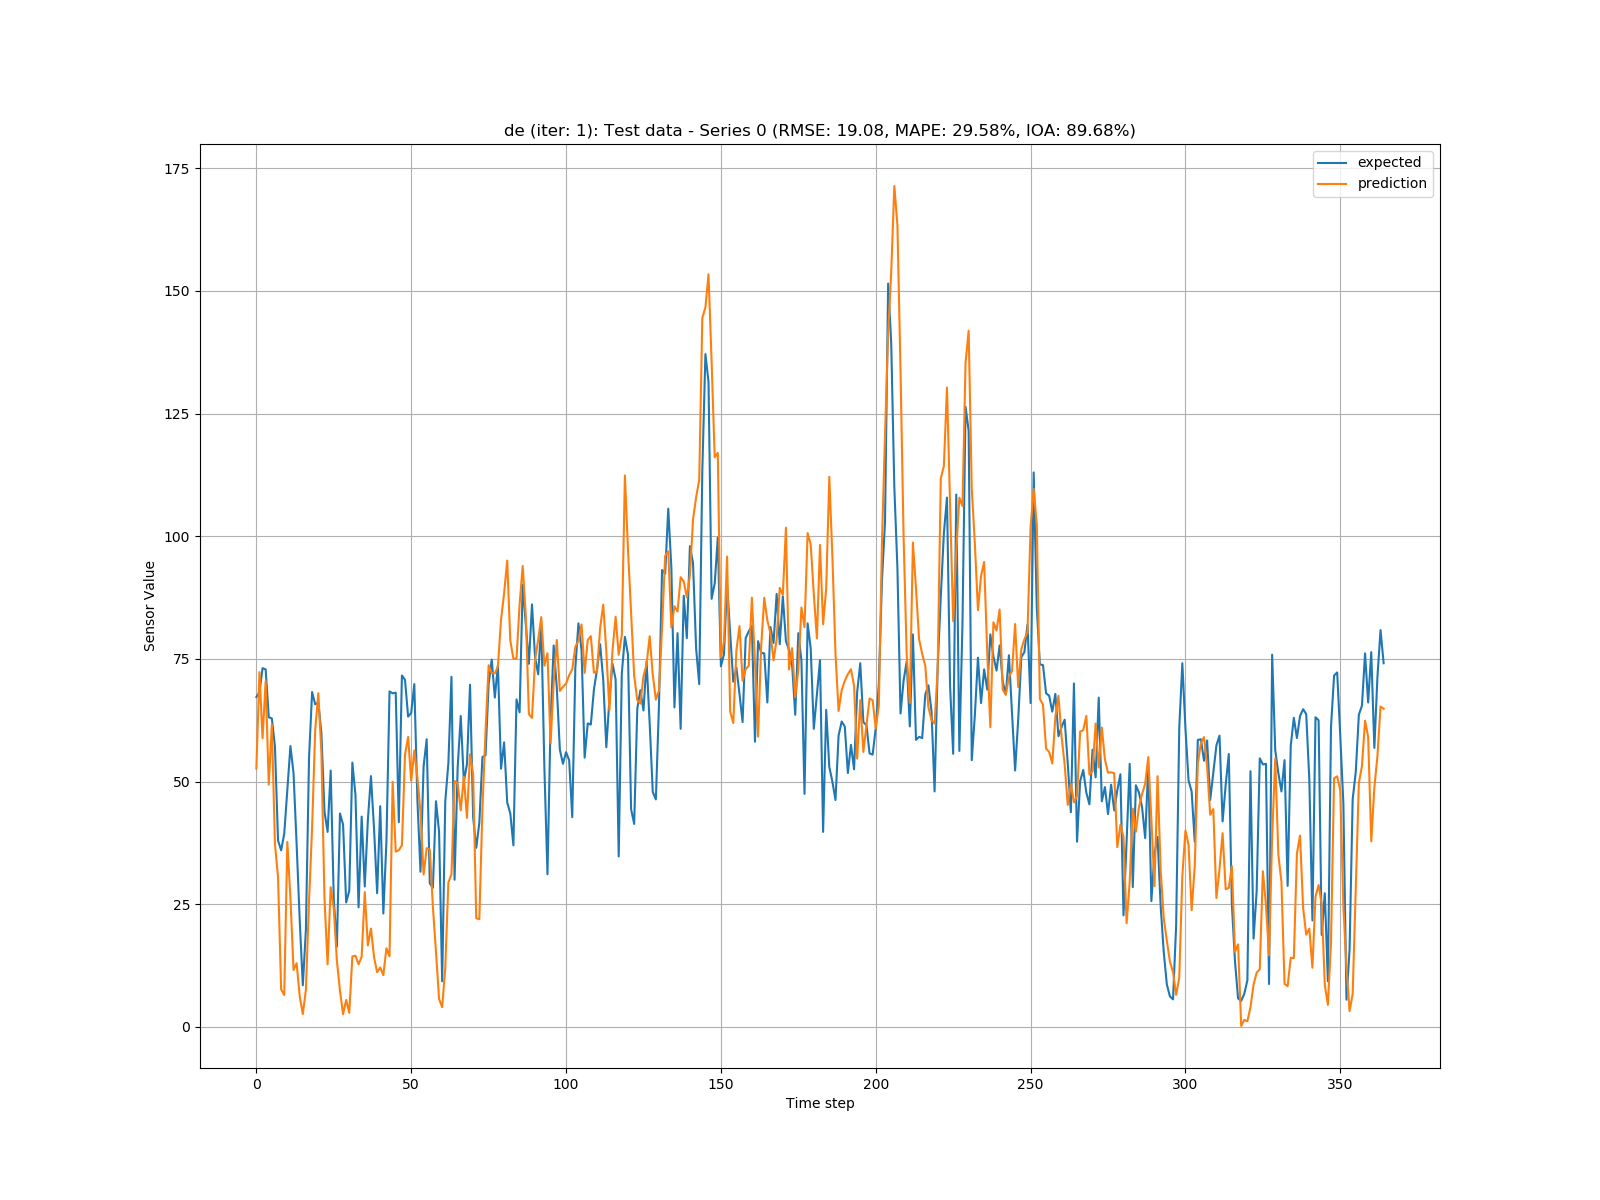 de (iter: 1): Test data - Series 0 (RMSE: 19.08, MAPE: 29.58%, IOA: 89.68%)
expected
prediction
175
150
125
100
75
50
25
0
Sensor Value
0 50 100 150 200 250 300 350
Time step